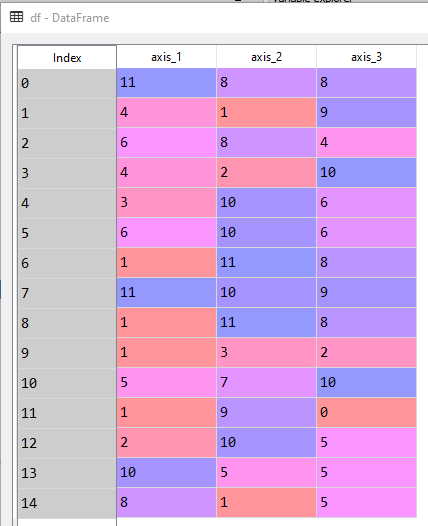 df - DataFrame
Index axis_1 axis_2 axis_3
0 11 8 8
1 4 1 9
2 6 8 4
3 4 2 10
4 3 10 6
5 6 10 6
6 1 11 8
7 11 10 9
8 1 11 8
9 1 3 2
10 5 7 10
11 1 9 0
12 2 10 5
13 10 5 5
14 8 1 5